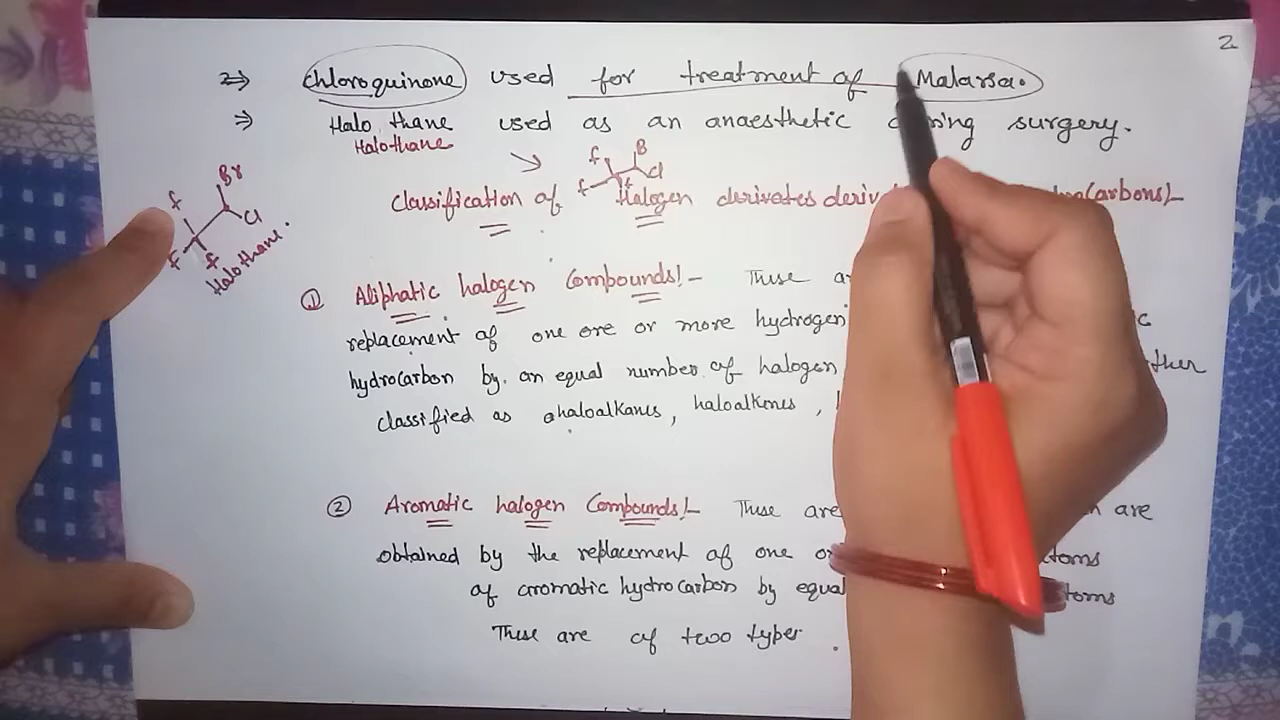 2
⇒ Chloroquinone used for treatment of Malarsa.
⇒ Halo thane used as an anaesthetic during surgery.
Halothane
f f f B Cl
Classification of Halogen derivates
f f f Br Cl
Halothane.
① Aliphatic halogen Compounds!- These
replacement of one ore or more hydrogen
hydrocarbon by. an equal number of halogen
classified as haloalkanes, haloalkenes,
② Aromatic halogen Compounds!- These are are
obtained by the replacement of one
of aromatic hydrocarbon by equal
These are of two types.